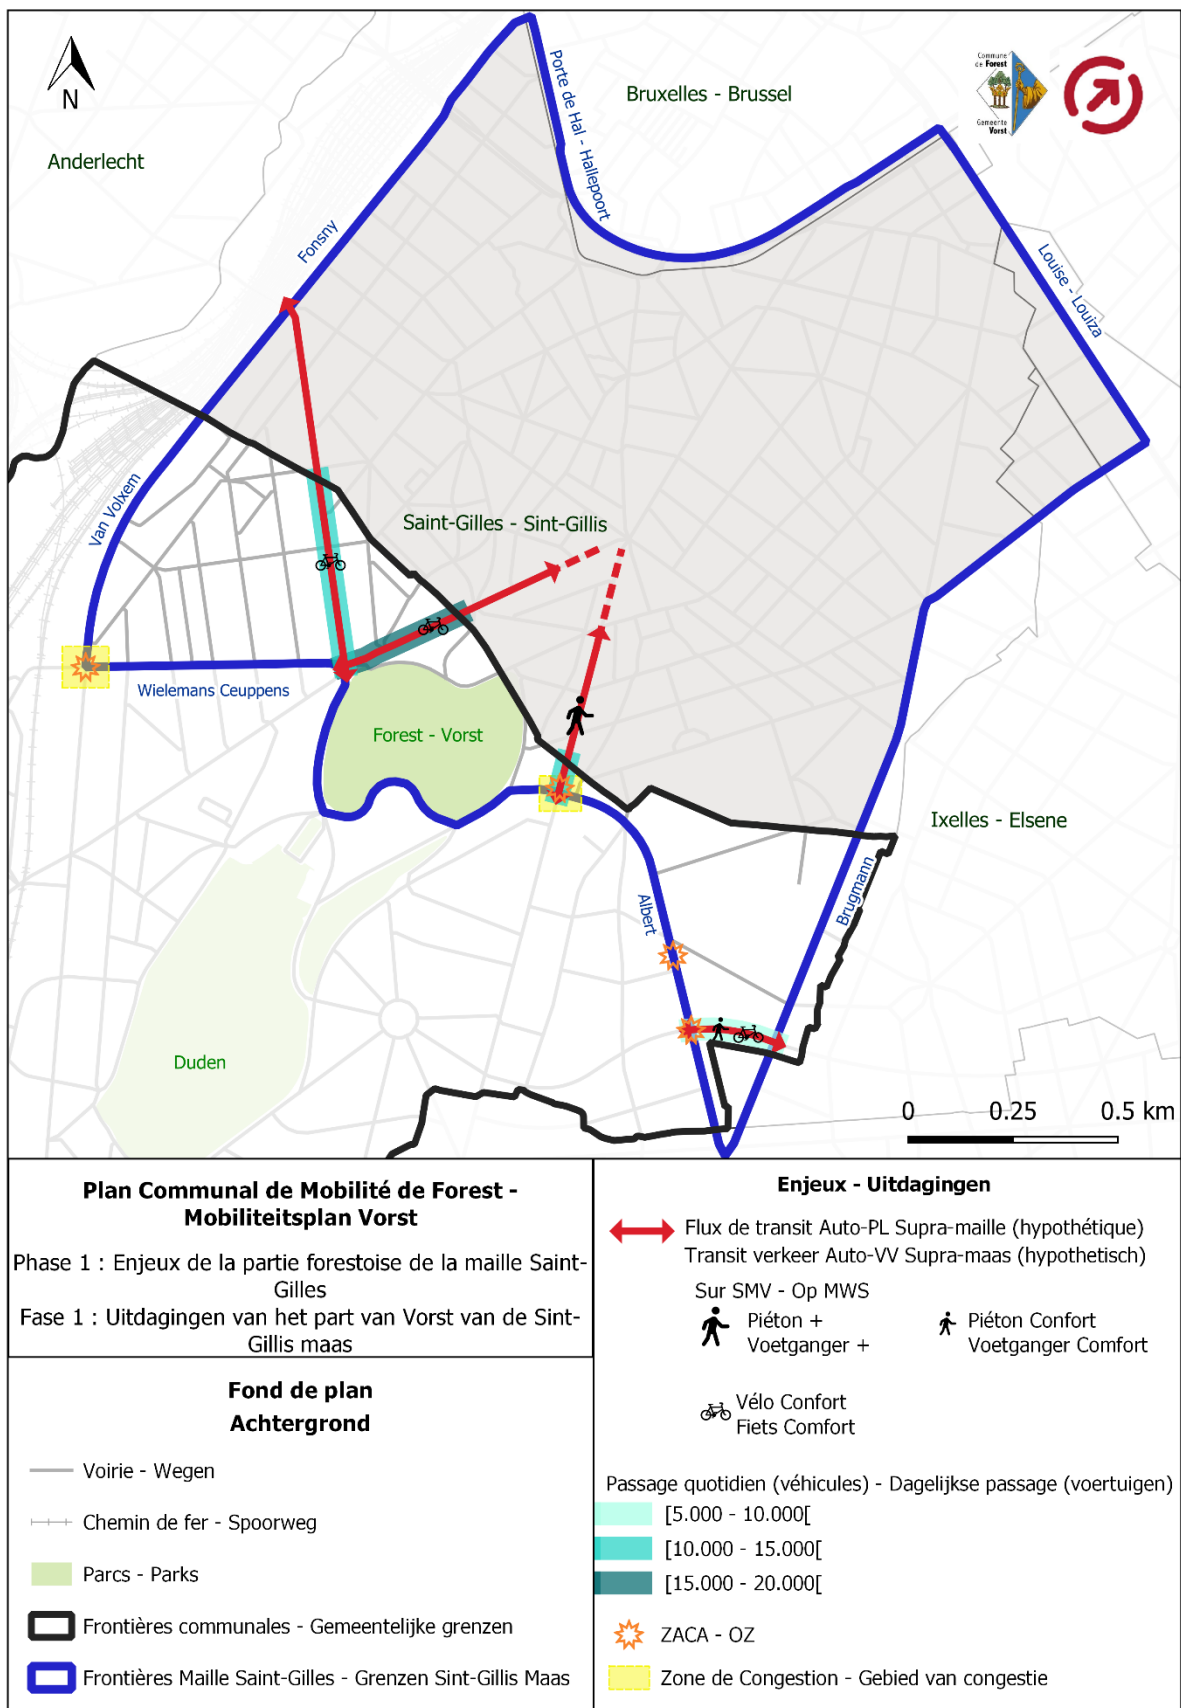 N
Anderlecht
Bruxelles - Brussel
Commune
de Forest
Gemeente
Vorst
Porte de Hal - Hallepoort
Fonsny
Louise - Louiza
Van Volxem
Saint-Gilles - Sint-Gillis
Wielemans Ceuppens
Forest - Vorst
Ixelles - Elsene
Albert
Brugmann
Duden
0 0.25 0.5 km
Plan Communal de Mobilité de Forest -
Mobiliteitsplan Vorst
Phase 1 : Enjeux de la partie forestoise de la maille Saint-
Gilles
Fase 1 : Uitdagingen van het part van Vorst van de Sint-
Gillis maas
Fond de plan
Achtergrond
Voirie - Wegen
Chemin de fer - Spoorweg
Parcs - Parks
Frontières communales - Gemeentelijke grenzen
Frontières Maille Saint-Gilles - Grenzen Sint-Gillis Maas
Enjeux - Uitdagingen
Flux de transit Auto-PL Supra-maille (hypothétique)
Transit verkeer Auto-VV Supra-maas (hypothetisch)
Sur SMV - Op MWS
Piéton +
Voetganger +
Piéton Confort
Voetganger Comfort
Vélo Confort
Fiets Comfort
Passage quotidien (véhicules) - Dagelijkse passage (voertuigen)
[5.000 - 10.000[
[10.000 - 15.000[
[15.000 - 20.000[
ZACA - OZ
Zone de Congestion - Gebied van congestie